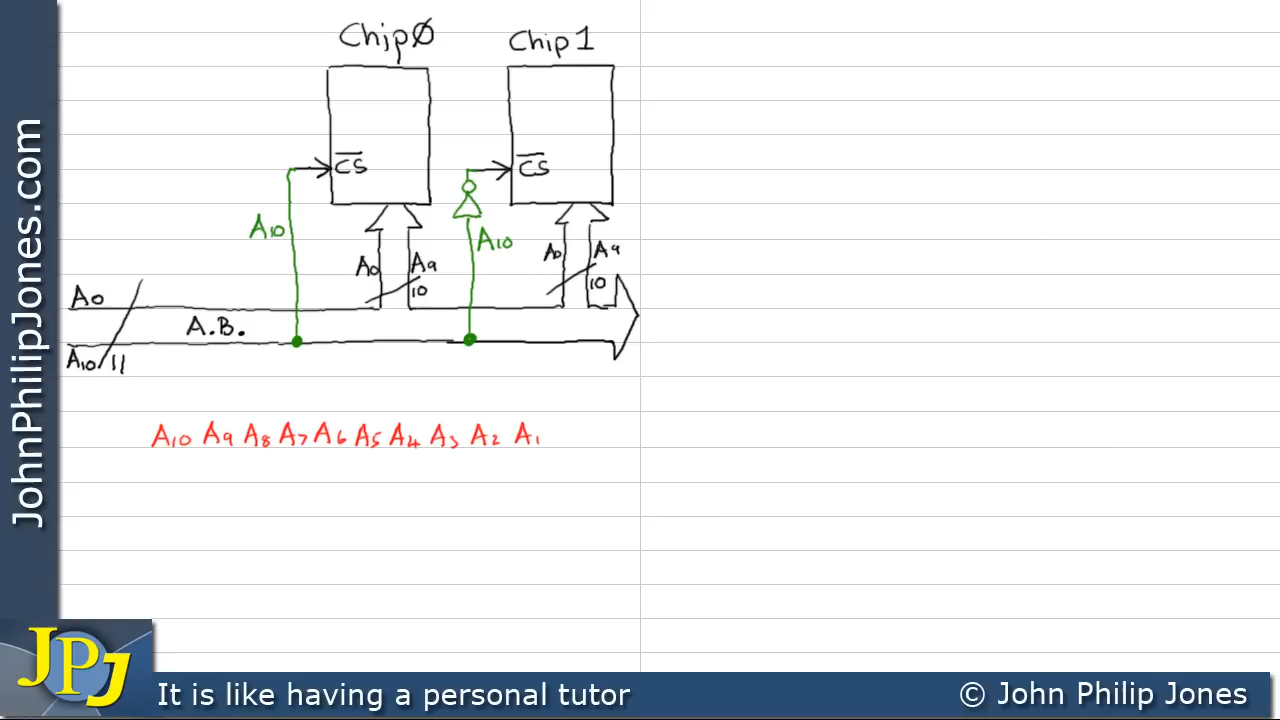 Chip0 Chip1
CS CS
A10 A10
A0 A9 A0 A9
10 10
A0
A.B.
A10 11
A10 A9 A8 A7 A6 A5 A4 A3 A2 A1
JohnPhilipJones.com
JPJ
It is like having a personal tutor
© John Philip Jones